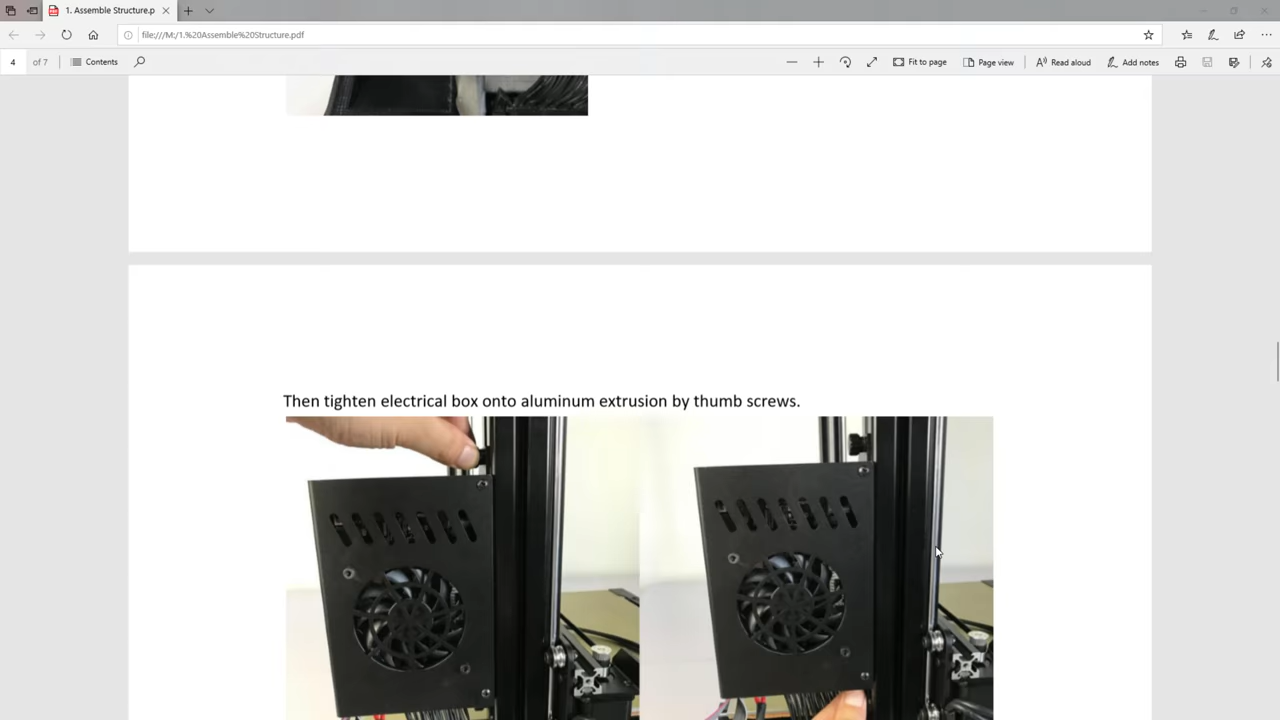 1. Assemble Structure.p
file:///M:/1.%20Assemble%20Structure.pdf
4 of 7 Contents Fit to page Page view Read aloud Add notes
Then tighten electrical box onto aluminum extrusion by thumb screws.